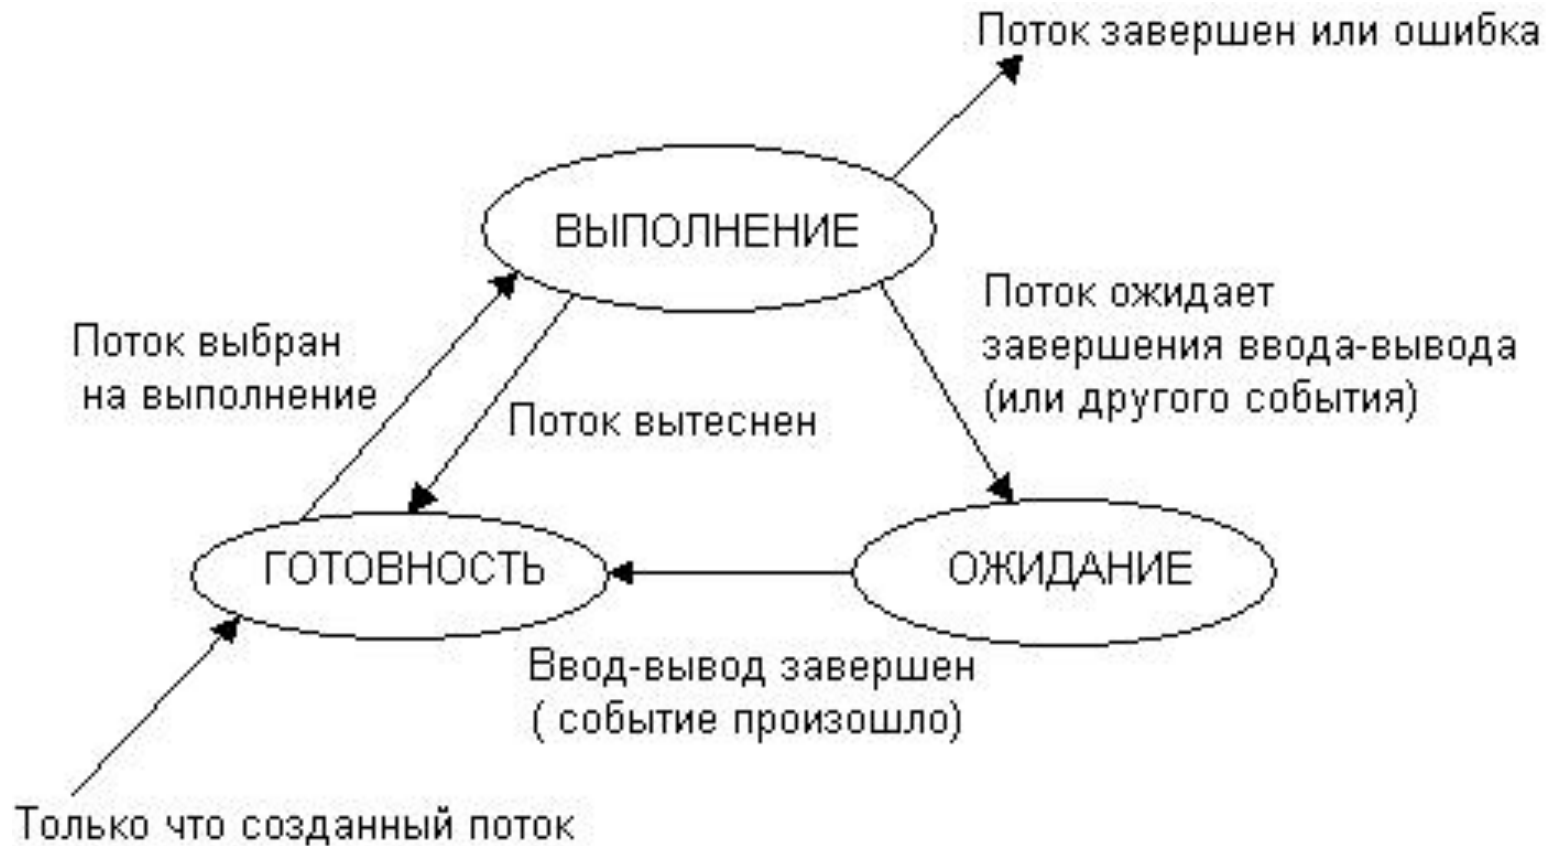 Поток завершен или ошибка
ВЫПОЛНЕНИЕ
Поток ожидает
завершения ввода-вывода
(или другого события)
Поток выбран
на выполнение
Поток вытеснен
ГОТОВНОСТЬ
ОЖИДАНИЕ
Ввод-вывод завершен
( событие произошло)
Только что созданный поток